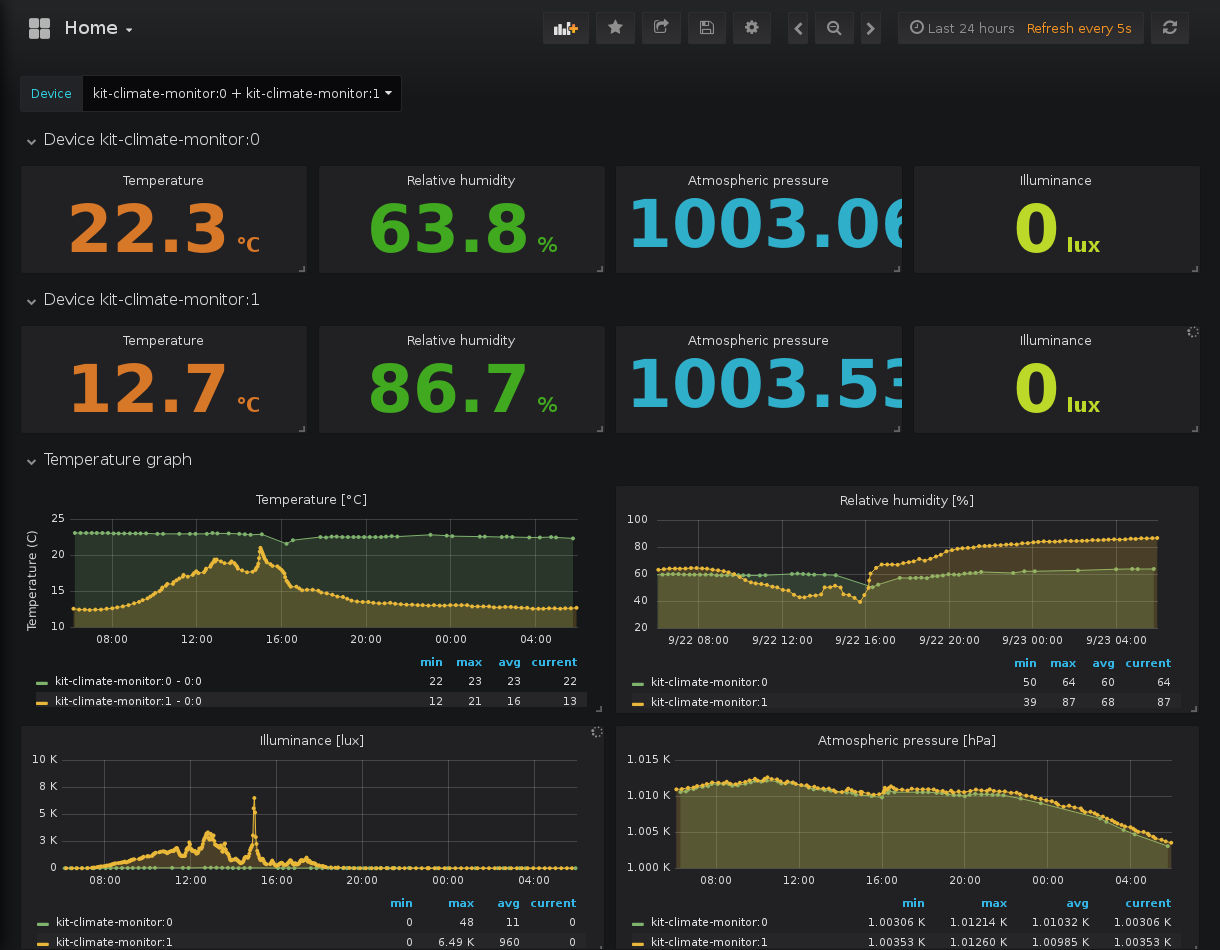 Home
Last 24 hours Refresh every 5s
Device kit-climate-monitor:0 + kit-climate-monitor:1
Device kit-climate-monitor:0
Temperature Relative humidity Atmospheric pressure Illuminance
22.3 °C 63.8 % 1003.06 0 lux
Device kit-climate-monitor:1
Temperature Relative humidity Atmospheric pressure Illuminance
12.7 °C 86.7 % 1003.53 0 lux
Temperature graph
Temperature [°C]
Temperature (C)
25
20
15
10
08:00 12:00 16:00 20:00 00:00 04:00
min max avg current
kit-climate-monitor:0 - 0:0 22 23 23 22
kit-climate-monitor:1 - 0:0 12 21 16 13
Relative humidity [%]
100
80
60
40
20
9/22 08:00 9/22 12:00 9/22 16:00 9/22 20:00 9/23 00:00 9/23 04:00
min max avg current
kit-climate-monitor:0 50 64 60 64
kit-climate-monitor:1 39 87 68 87
Illuminance [lux]
10 K
8 K
5 K
3 K
0
08:00 12:00 16:00 20:00 00:00 04:00
min max avg current
kit-climate-monitor:0 0 48 11 0
kit-climate-monitor:1 0 6.49 K 960 0
Atmospheric pressure [hPa]
1.015 K
1.010 K
1.005 K
1.000 K
08:00 12:00 16:00 20:00 00:00 04:00
min max avg current
kit-climate-monitor:0 1.00306 K 1.01214 K 1.01032 K 1.00306 K
kit-climate-monitor:1 1.00353 K 1.01260 K 1.00985 K 1.00353 K